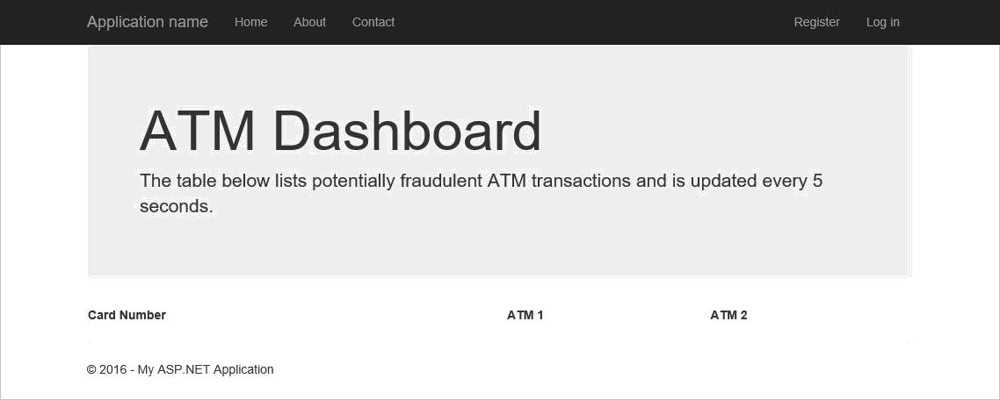 Application name Home About Contact Register Log in
ATM Dashboard
The table below lists potentially fraudulent ATM transactions and is updated every 5
seconds.
Card Number ATM 1 ATM 2
© 2016 - My ASP.NET Application